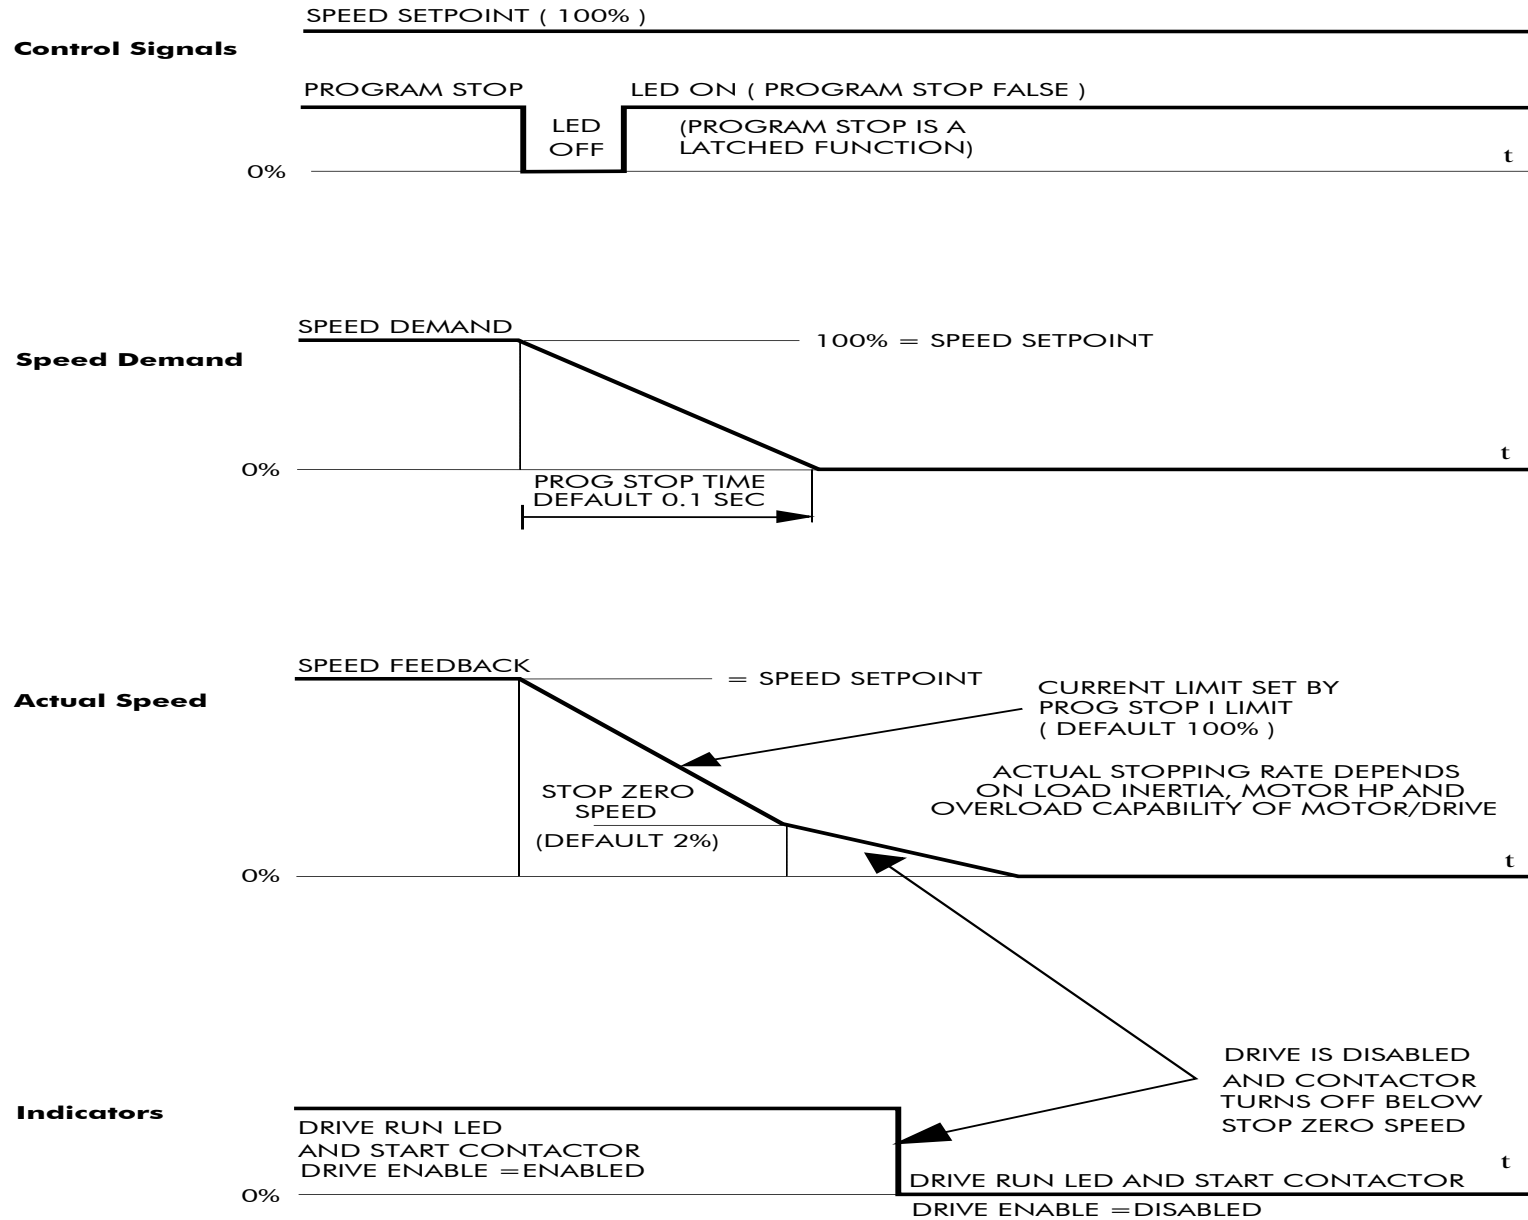 SPEED SETPOINT ( 100% )
Control Signals
PROGRAM STOP
LED ON ( PROGRAM STOP FALSE )
LED
OFF
(PROGRAM STOP IS A
LATCHED FUNCTION)
t
0%
SPEED DEMAND
100% = SPEED SETPOINT
Speed Demand
t
0%
PROG STOP TIME
DEFAULT 0.1 SEC
SPEED FEEDBACK
= SPEED SETPOINT
Actual Speed
CURRENT LIMIT SET BY
PROG STOP I LIMIT
( DEFAULT 100% )
ACTUAL STOPPING RATE DEPENDS
ON LOAD INERTIA, MOTOR HP AND
OVERLOAD CAPABILITY OF MOTOR/DRIVE
STOP ZERO
SPEED
(DEFAULT 2%)
t
0%
DRIVE IS DISABLED
AND CONTACTOR
TURNS OFF BELOW
STOP ZERO SPEED
Indicators
DRIVE RUN LED
AND START CONTACTOR
DRIVE ENABLE =ENABLED
t
0%
DRIVE RUN LED AND START CONTACTOR
DRIVE ENABLE =DISABLED